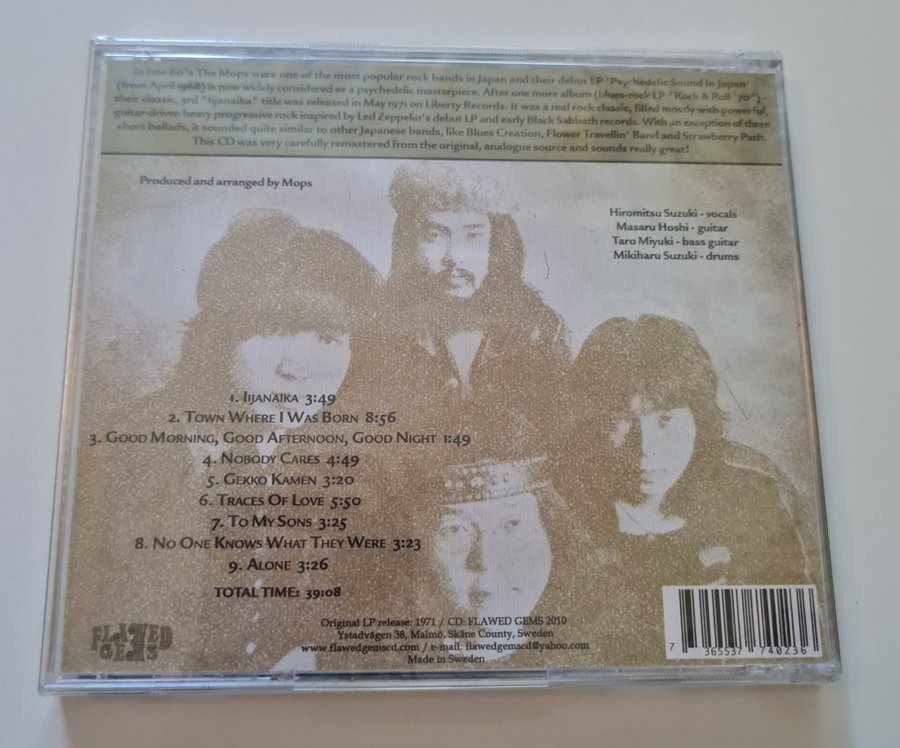 In late 60's The Mops were one of the most popular rock bands in Japan and their debut LP 'Psychedelic Sound In Japan'
(from April 1968) is now widely considered as a psychedelic masterpiece. After one more album (blues-rock LP "Rock & Roll '70") -
their classic, 3rd "Iijanaika" title was released in May 1971 on Liberty Records. It was a real rock classic, filled mostly with powerful,
guitar-driven heavy progressive rock inspired by Led Zeppelin's debut LP and early Black Sabbath records. With an exception of three
short ballads, it sounded quite similar to other Japanese bands, like Blues Creation, Flower Travellin' Band and Strawberry Path.
This CD was very carefully remastered from the original, analogue source and sounds really great!
Produced and arranged by Mops
Hiromitsu Suzuki - vocals
Masaru Hoshi - guitar
Taro Miyuki - bass guitar
Mikiharu Suzuki - drums
1. Iijanaika 3:49
2. Town Where I Was Born 8:56
3. Good Morning, Good Afternoon, Good Night 1:49
4. Nobody Cares 4:49
5. Gekko Kamen 3:20
6. Traces Of Love 5:50
7. To My Sons 3:25
8. No One Knows What They Were 3:23
9. Alone 3:26
TOTAL TIME: 39:08
FLAWED
GEMS
Original LP release: 1971 / CD: FLAWED GEMS 2010
Ystadvägen 38, Malmö, Skåne County, Sweden
www.flawedgemscd.com / e-mail: flawedgemscd@yahoo.com
Made in Sweden
7 365537 740236